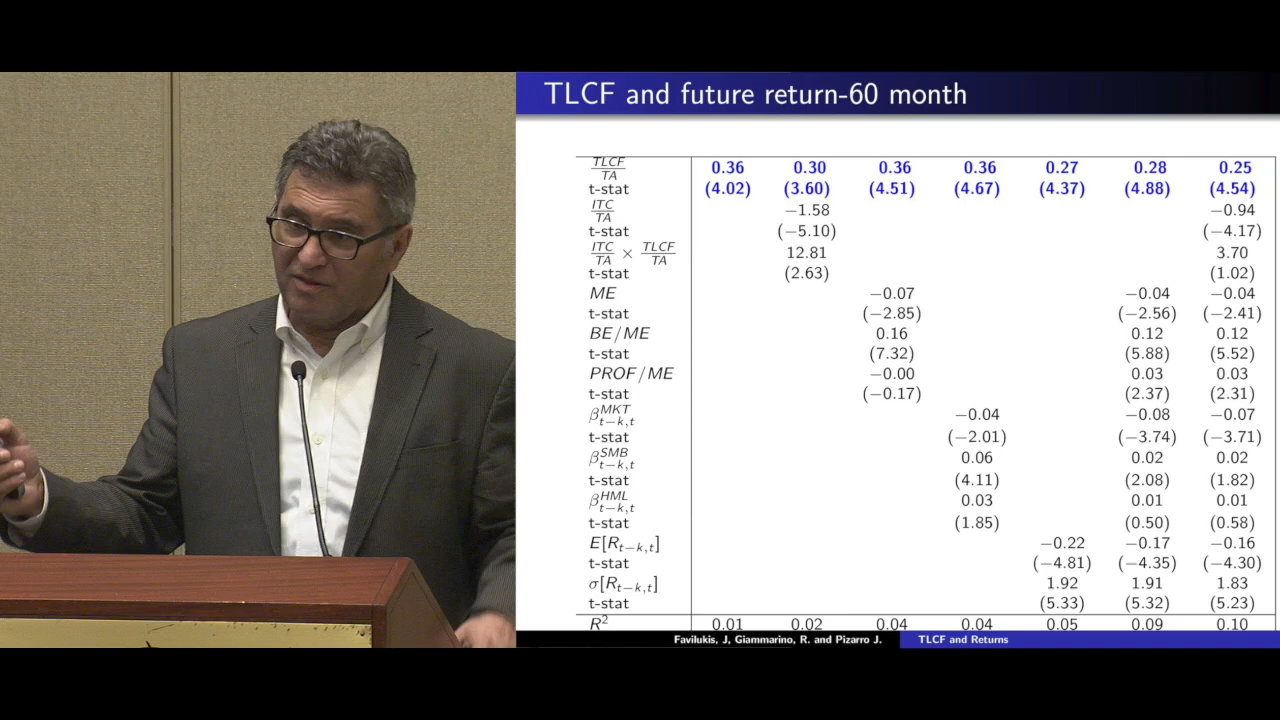 TLCF and future return-60 month
TLCF/TA 0.36 0.30 0.36 0.36 0.27 0.28 0.25
t-stat (4.02) (3.60) (4.51) (4.67) (4.37) (4.88) (4.54)
ITC/TA −1.58 −0.94
t-stat (−5.10) (−4.17)
ITC/TA × TLCF/TA 12.81 3.70
t-stat (2.63) (1.02)
ME −0.07 −0.04 −0.04
t-stat (−2.85) (−2.56) (−2.41)
BE/ME 0.16 0.12 0.12
t-stat (7.32) (5.88) (5.52)
PROF/ME −0.00 0.03 0.03
t-stat (−0.17) (2.37) (2.31)
β^MKT_t−k,t −0.04 −0.08 −0.07
t-stat (−2.01) (−3.74) (−3.71)
β^SMB_t−k,t 0.06 0.02 0.02
t-stat (4.11) (2.08) (1.82)
β^HML_t−k,t 0.03 0.01 0.01
t-stat (1.85) (0.50) (0.58)
E[R_t−k,t] −0.22 −0.17 −0.16
t-stat (−4.81) (−4.35) (−4.30)
σ[R_t−k,t] 1.92 1.91 1.83
t-stat (5.33) (5.32) (5.23)
R² 0.01 0.02 0.04 0.04 0.05 0.09 0.10
Favilukis, J, Giammarino, R. and Pizarro J. TLCF and Returns